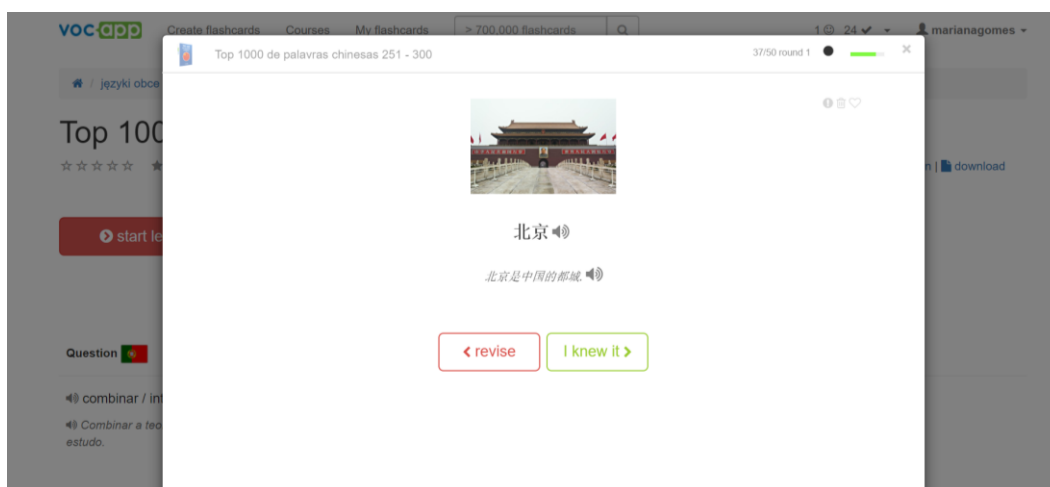 VOC app Create flashcards Courses My flashcards > 700,000 flashcards 1 24 marianagomes
Top 1000 de palavras chinesas 251 - 300 37/50 round 1 ×
/ języki obce
Top 100
n | download
start le
北京
北京是中国的都城.
revise I knew it
Question
combinar / int
Combinar a teo
estudo.